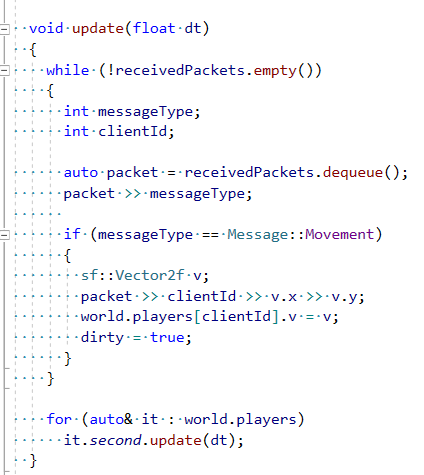 void update(float dt)
{
while (!receivedPackets.empty())
{
int messageType;
int clientId;
auto packet = receivedPackets.dequeue();
packet >> messageType;
if (messageType == Message::Movement)
{
sf::Vector2f v;
packet >> clientId >> v.x >> v.y;
world.players[clientId].v = v;
dirty = true;
}
}
for (auto& it : world.players)
it.second.update(dt);
}